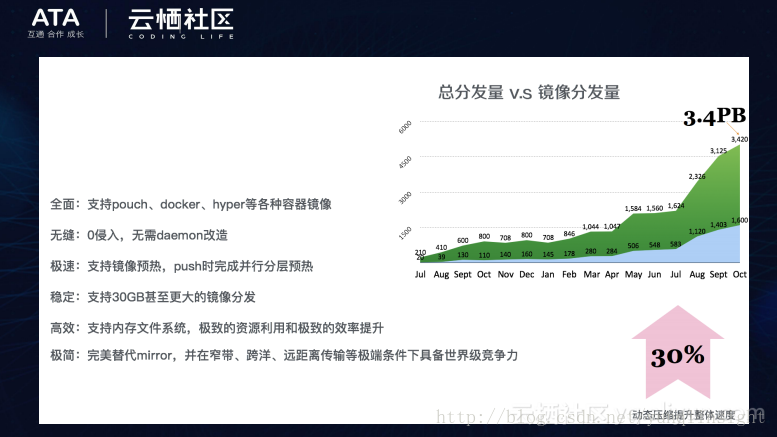 ATA
互通 合作 成长
云栖社区
CODING LIFE
总分发量 v.s 镜像分发量
3.4PB
6000
4500
3000
1500
210 410 600 800 708 800 708 846 1,044 1,047 1,584 1,560 1,624 2,326 3,125 3,420
20 39 130 110 140 160 145 178 280 284 506 548 583 1,120 1,403 1,600
Jul Aug Sept Oct Nov Dec Jan Feb Mar Apr May Jun Jul Aug Sept Oct
全面：支持pouch、docker、hyper等各种容器镜像
无缝：0侵入，无需daemon改造
极速：支持镜像预热，push时完成并行分层预热
稳定：支持30GB甚至更大的镜像分发
高效：支持内存文件系统，极致的资源利用和极致的效率提升
极简：完美替代mirror，并在窄带、跨洋、远距离传输等极端条件下具备世界级竞争力
30%
动态压缩提升整体速度
云栖社区